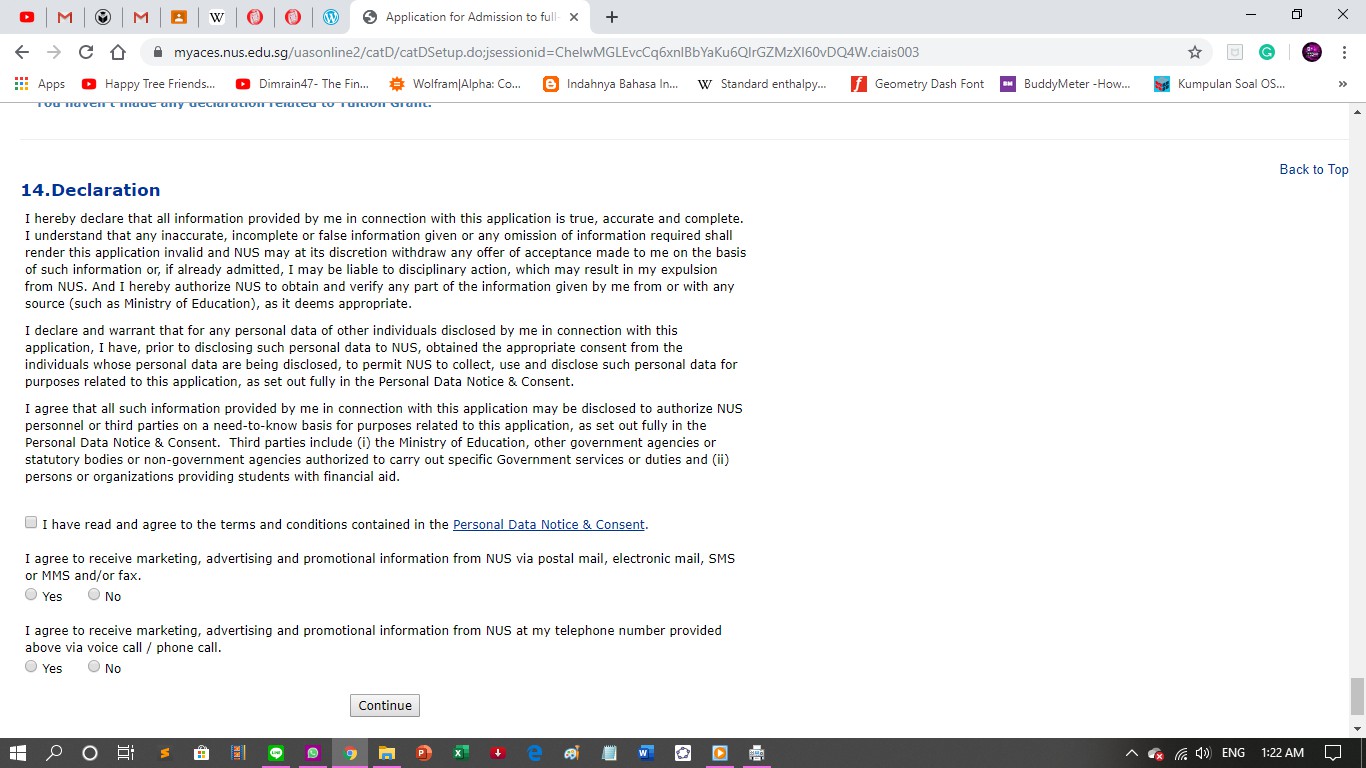 Application for Admission to full
myaces.nus.edu.sg/uasonline2/catD/catDSetup.do;jsessionid=CheIwMGLEvcCq6xnlBbYaKu6QIrGZMzXl60vDQ4W.ciais003
Apps Happy Tree Friends... Dimrain47- The Fin... Wolfram|Alpha: Co... Indahnya Bahasa In... W Standard enthalpy... Geometry Dash Font BuddyMeter -How... Kumpulan Soal OS... »
You haven't made any declaration related to Tuition Grant.
Back to Top
14.Declaration
I hereby declare that all information provided by me in connection with this application is true, accurate and complete.
I understand that any inaccurate, incomplete or false information given or any omission of information required shall
render this application invalid and NUS may at its discretion withdraw any offer of acceptance made to me on the basis
of such information or, if already admitted, I may be liable to disciplinary action, which may result in my expulsion
from NUS. And I hereby authorize NUS to obtain and verify any part of the information given by me from or with any
source (such as Ministry of Education), as it deems appropriate.
I declare and warrant that for any personal data of other individuals disclosed by me in connection with this
application, I have, prior to disclosing such personal data to NUS, obtained the appropriate consent from the
individuals whose personal data are being disclosed, to permit NUS to collect, use and disclose such personal data for
purposes related to this application, as set out fully in the Personal Data Notice & Consent.
I agree that all such information provided by me in connection with this application may be disclosed to authorize NUS
personnel or third parties on a need-to-know basis for purposes related to this application, as set out fully in the
Personal Data Notice & Consent. Third parties include (i) the Ministry of Education, other government agencies or
statutory bodies or non-government agencies authorized to carry out specific Government services or duties and (ii)
persons or organizations providing students with financial aid.
I have read and agree to the terms and conditions contained in the Personal Data Notice & Consent.
I agree to receive marketing, advertising and promotional information from NUS via postal mail, electronic mail, SMS
or MMS and/or fax.
Yes No
I agree to receive marketing, advertising and promotional information from NUS at my telephone number provided
above via voice call / phone call.
Yes No
Continue
ENG 1:22 AM